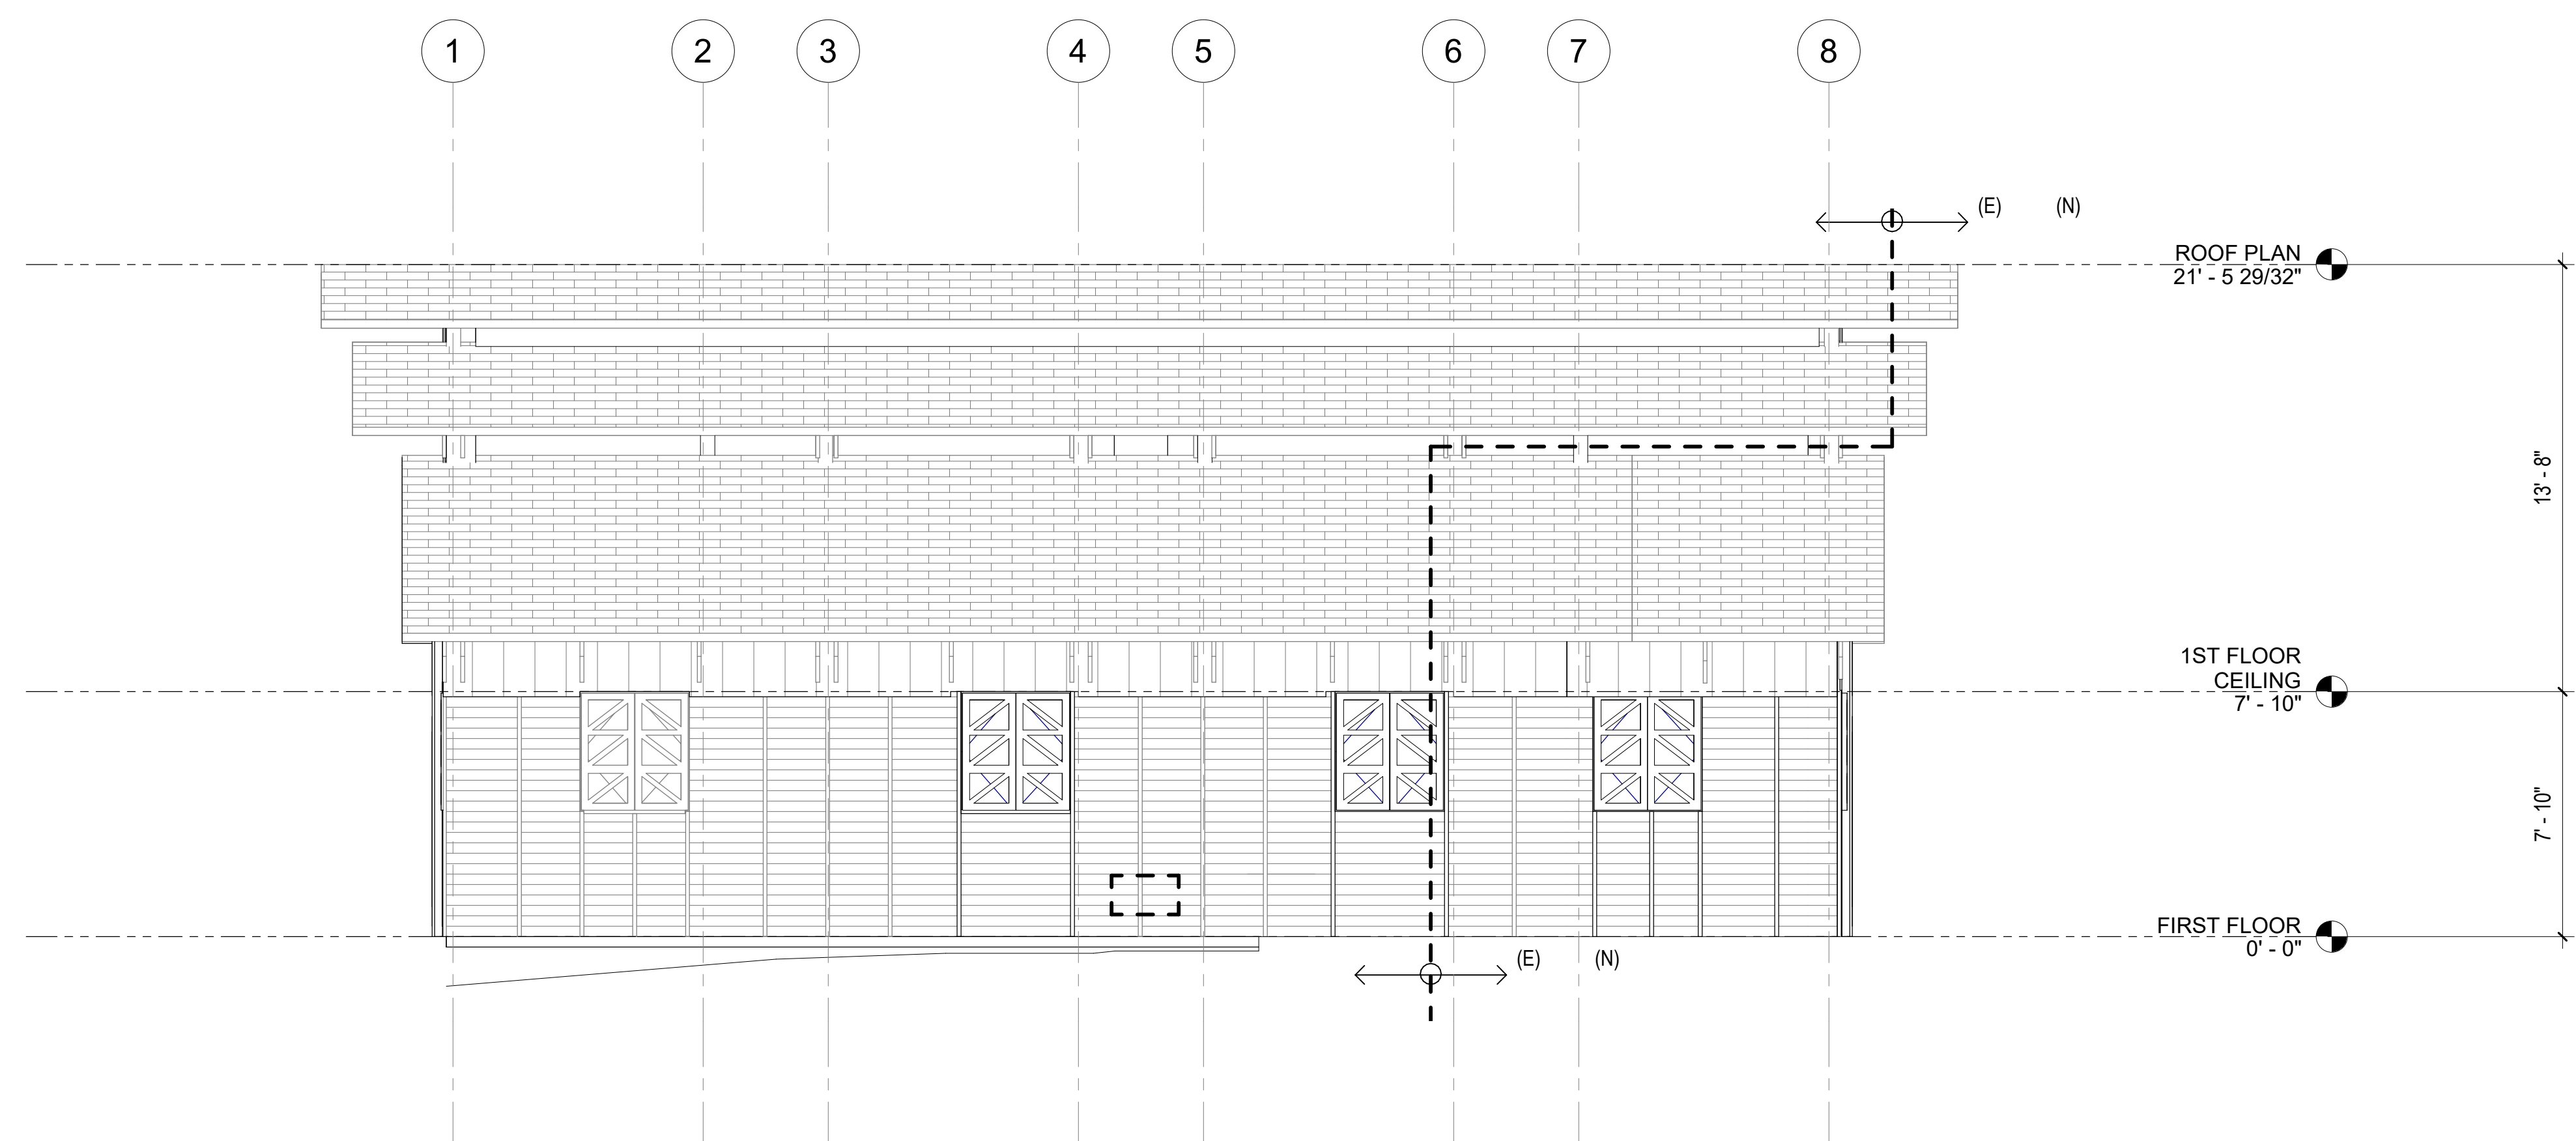 1 2 3 4 5 6 7 8
(E) (N)
ROOF PLAN
21' - 5 29/32"
13' - 8"
1ST FLOOR
CEILING
7' - 10"
7' - 10"
FIRST FLOOR
0' - 0"
(E) (N)